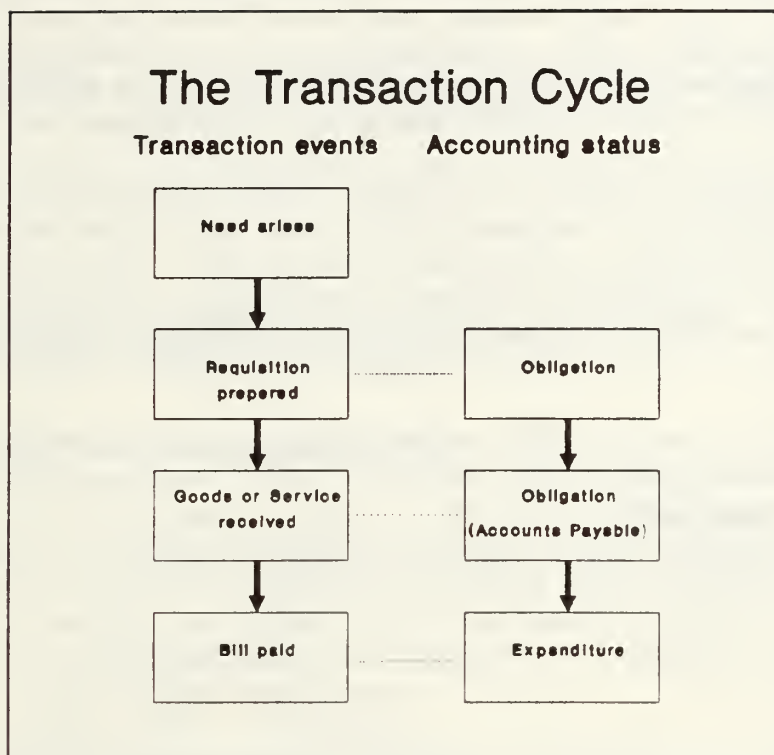 The Transaction Cycle
Transaction events Accounting status
Need arises
Requisition prepared
Obligation
Goods or Service received
Obligation
(Accounts Payable)
Bill paid
Expenditure